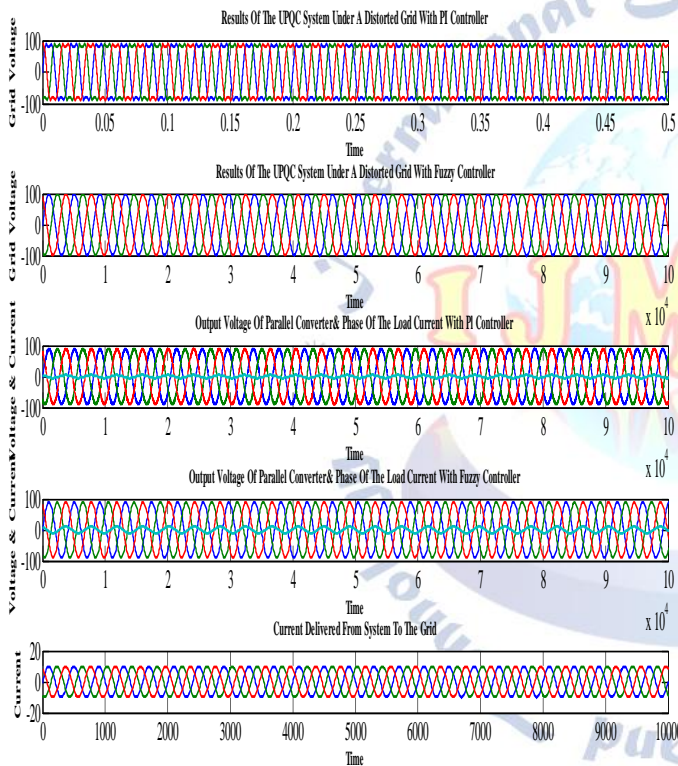 Results Of The UPQC System Under A Distorted Grid With PI Controller
Grid Voltage
100
0
-100
0 0.05 0.1 0.15 0.2 0.25 0.3 0.35 0.4 0.45 0.5
Time
Results Of The UPQC System Under A Distorted Grid With Fuzzy Controller
Grid Voltage
100
0
-100
0 1 2 3 4 5 6 7 8 9 10
Time
x 10^4
Output Voltage Of Parallel Converter& Phase Of The Load Current With PI Controller
Voltage & Current
100
0
-100
0 1 2 3 4 5 6 7 8 9 10
Time
x 10^4
Output Voltage Of Parallel Converter& Phase Of The Load Current With Fuzzy Controller
Voltage & Current
100
0
-100
0 1 2 3 4 5 6 7 8 9 10
Time
x 10^4
Current Delivered From System To The Grid
Current
20
0
-20
0 1000 2000 3000 4000 5000 6000 7000 8000 9000 10000
Time